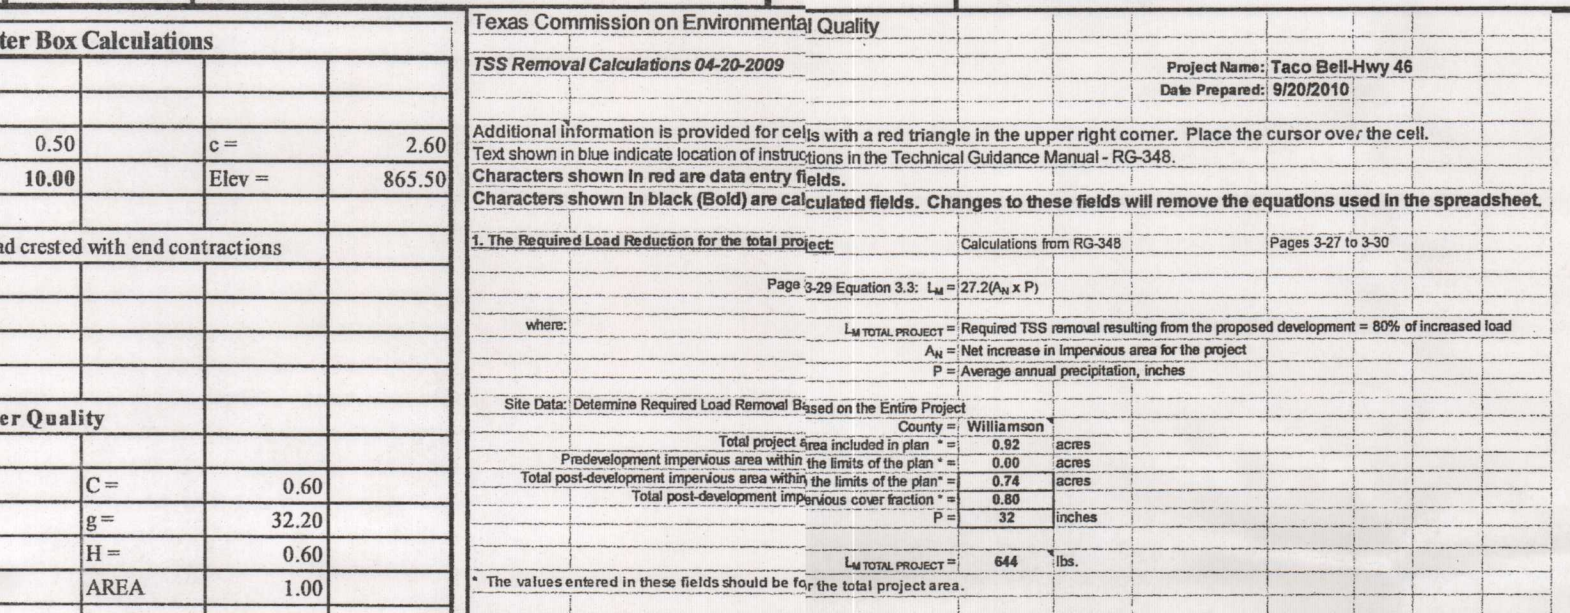 ter Box Calculations
0.50 c = 2.60
10.00 Elev = 865.50
d crested with end contractions
er Quality
C = 0.60
g = 32.20
H = 0.60
AREA 1.00
Texas Commission on Environmental Quality
TSS Removal Calculations 04-20-2009
Project Name: Taco Bell-Hwy 46
Date Prepared: 9/20/2010
Additional information is provided for cells with a red triangle in the upper right corner. Place the cursor over the cell.
Text shown in blue indicate location of instructions in the Technical Guidance Manual - RG-348.
Characters shown in red are data entry fields.
Characters shown in black (Bold) are calculated fields. Changes to these fields will remove the equations used in the spreadsheet.
1. The Required Load Reduction for the total project: Calculations from RG-348 Pages 3-27 to 3-30
Page 3-29 Equation 3.3: LM = 27.2(AN x P)
where: LM TOTAL PROJECT = Required TSS removal resulting from the proposed development = 80% of increased load
AN = Net increase in impervious area for the project
P = Average annual precipitation, inches
Site Data: Determine Required Load Removal Based on the Entire Project
County = Williamson
Total project area included in plan * = 0.92 acres
Predevelopment impervious area within the limits of the plan * = 0.00 acres
Total post-development impervious area within the limits of the plan* = 0.74 acres
Total post-development impervious cover fraction * = 0.80
P = 32 inches
LM TOTAL PROJECT = 644 lbs.
* The values entered in these fields should be for the total project area.